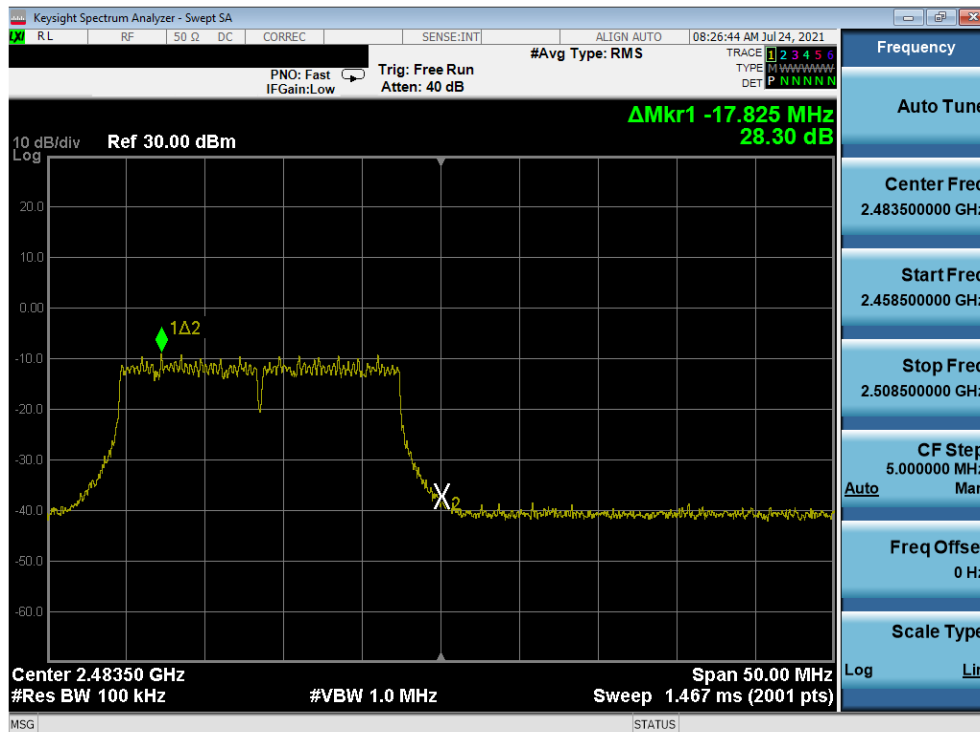 Keysight Spectrum Analyzer - Swept SA
LXI RL RF 50 Ω DC CORREC SENSE:INT ALIGN AUTO 08:26:44 AM Jul 24, 2021
#Avg Type: RMS TRACE 1 2 3 4 5 6
PNO: Fast Trig: Free Run TYPE M WWWWW
IFGain:Low Atten: 40 dB DET P N N N N N
ΔMkr1 -17.825 MHz
28.30 dB
10 dB/div Ref 30.00 dBm
Log
20.0
10.0
0.00
1Δ2
-10.0
-20.0
-30.0
X2
-40.0
-50.0
-60.0
Center 2.48350 GHz Span 50.00 MHz
#Res BW 100 kHz #VBW 1.0 MHz Sweep 1.467 ms (2001 pts)
MSG STATUS
Frequency
Auto Tune
Center Freq
2.483500000 GHz
Start Freq
2.458500000 GHz
Stop Freq
2.508500000 GHz
CF Step
5.000000 MHz
Auto Man
Freq Offset
0 Hz
Scale Type
Log Lin